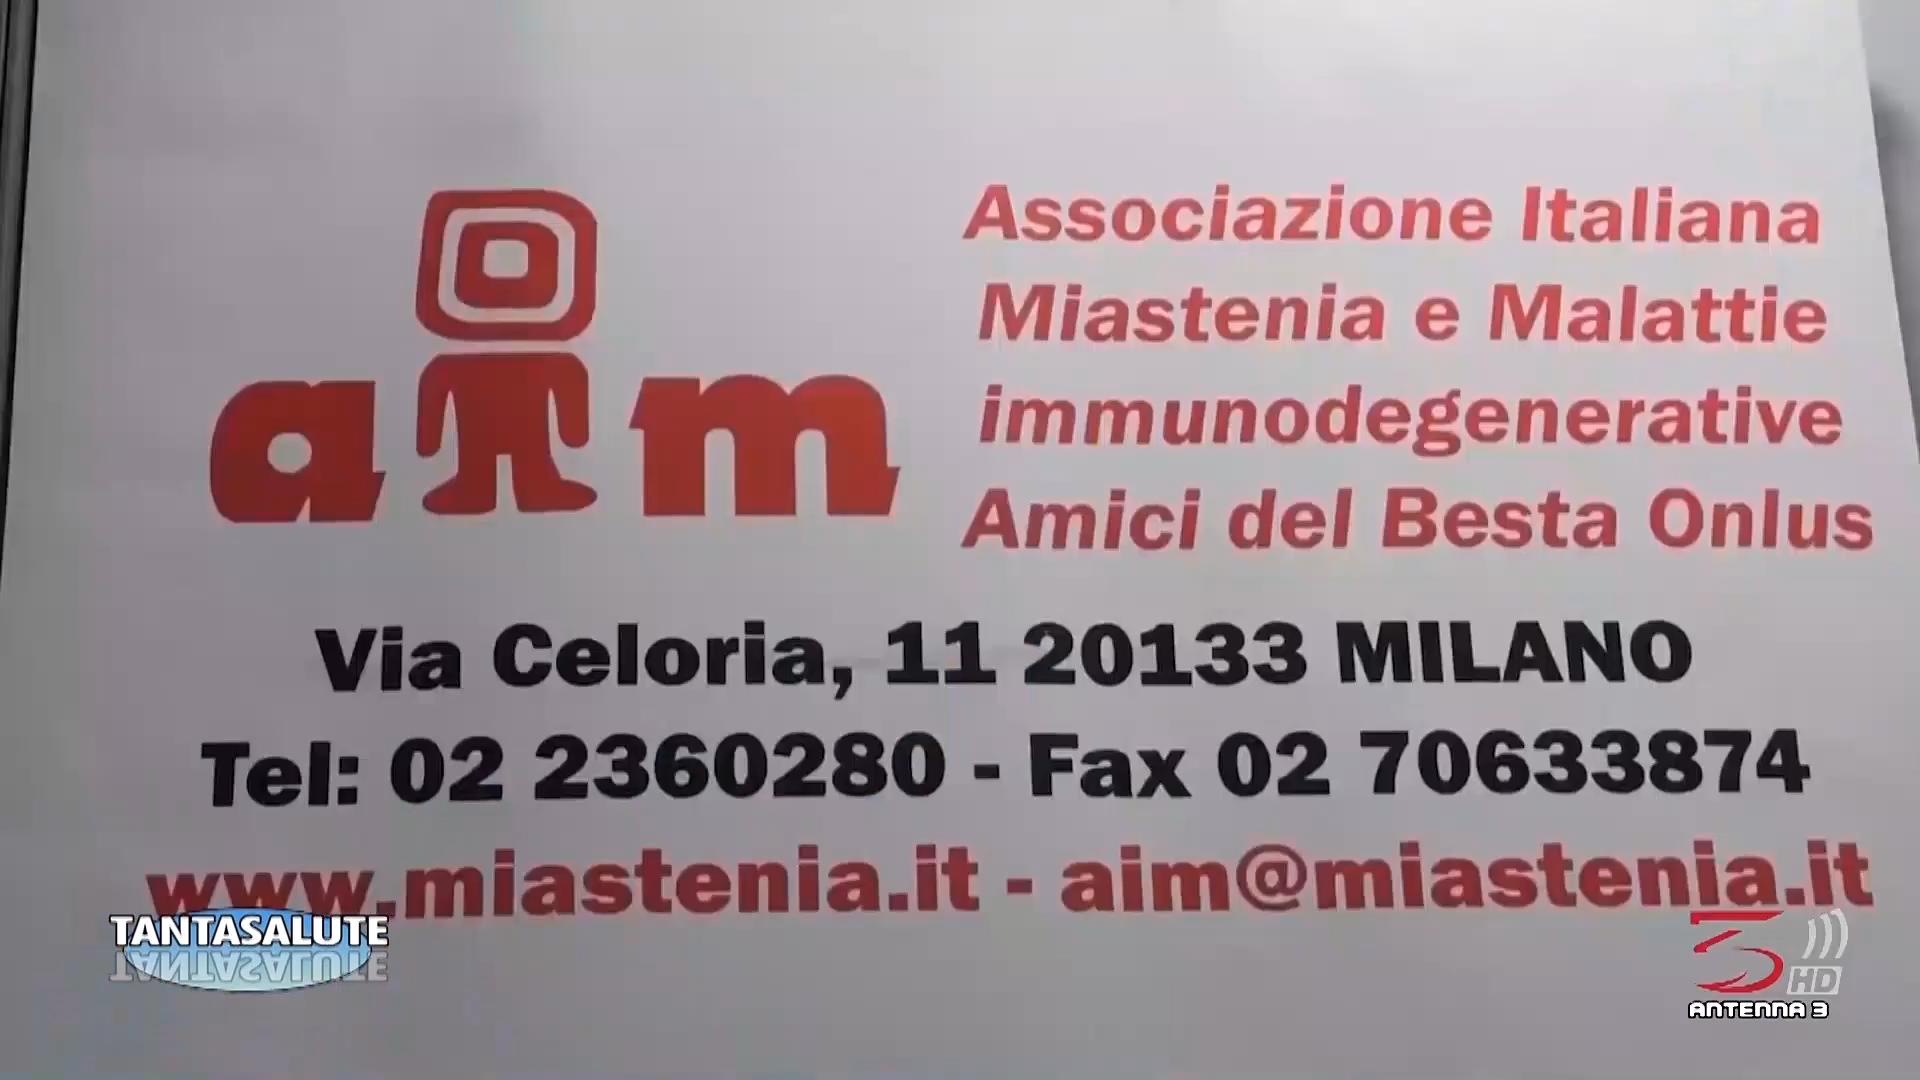 aim
Associazione Italiana
Miastenia e Malattie
immunodegenerative
Amici del Besta Onlus
Via Celoria, 11 20133 MILANO
Tel: 02 2360280 - Fax 02 70633874
www.miastenia.it - aim@miastenia.it
TANTASALUTE
3 HD
ANTENNA 3